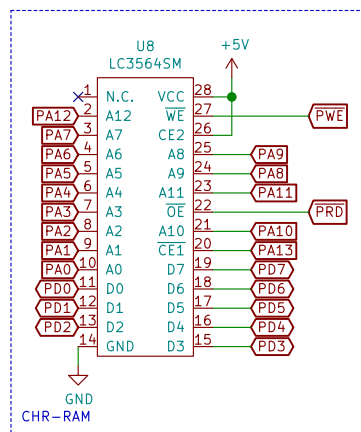 U8
LC3564SM
+5V
1 N.C. VCC 28
PA12 2 A12 WE 27 PWE
PA7 3 A7 CE2 26
PA6 4 A6 A8 25 PA9
PA5 5 A5 A9 24 PA8
PA4 6 A4 A11 23 PA11
PA3 7 A3 OE 22 PRD
PA2 8 A2 A10 21 PA10
PA1 9 A1 CE1 20 PA13
PA0 10 A0 D7 19 PD7
PD0 11 D0 D6 18 PD6
PD1 12 D1 D5 17 PD5
PD2 13 D2 D4 16 PD4
14 GND D3 15 PD3
GND
CHR-RAM